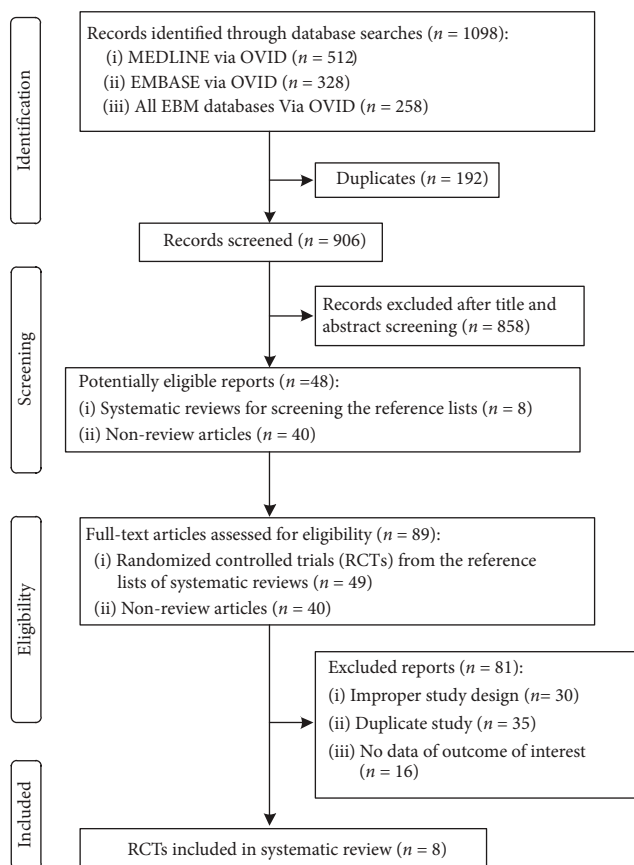 Identification
Records identified through database searches (n = 1098):
(i) MEDLINE via OVID (n = 512)
(ii) EMBASE via OVID (n = 328)
(iii) All EBM databases Via OVID (n = 258)
Duplicates (n = 192)
Records screened (n = 906)
Screening
Records excluded after title and
abstract screening (n = 858)
Potentially eligible reports (n =48):
(i) Systematic reviews for screening the reference lists (n = 8)
(ii) Non-review articles (n = 40)
Eligibility
Full-text articles assessed for eligibility (n = 89):
(i) Randomized controlled trials (RCTs) from the reference
lists of systematic reviews (n = 49)
(ii) Non-review articles (n = 40)
Excluded reports (n = 81):
(i) Improper study design (n= 30)
(ii) Duplicate study (n = 35)
(iii) No data of outcome of interest
(n = 16)
Included
RCTs included in systematic review (n = 8)